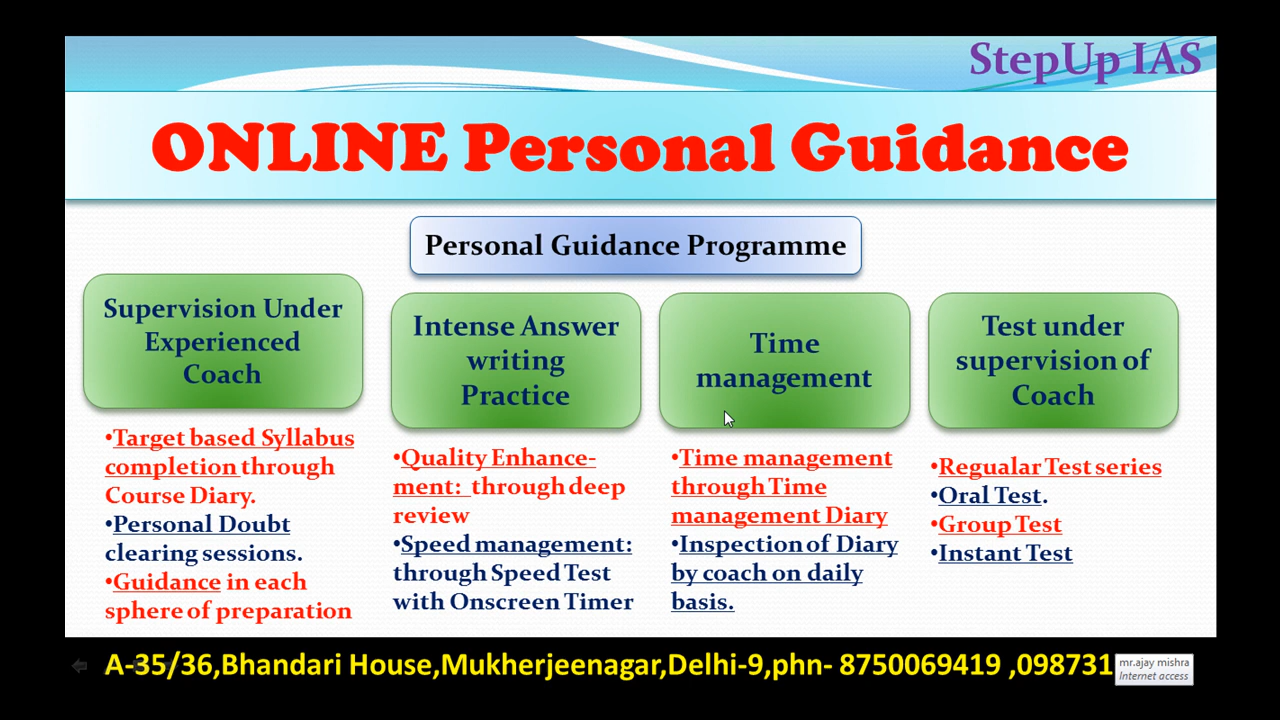 StepUp IAS
ONLINE Personal Guidance
Personal Guidance Programme
Supervision Under
Experienced
Coach
•Target based Syllabus
completion through
Course Diary.
•Personal Doubt
clearing sessions.
•Guidance in each
sphere of preparation
Intense Answer
writing
Practice
•Quality Enhance-
ment: through deep
review
•Speed management:
through Speed Test
with Onscreen Timer
Time
management
•Time management
through Time
management Diary
•Inspection of Diary
by coach on daily
basis.
Test under
supervision of
Coach
•Regualar Test series
•Oral Test.
•Group Test
•Instant Test
A-35/36,Bhandari House,Mukherjeenagar,Delhi-9,phn- 8750069419 ,098731
mr.ajay mishra
Internet access